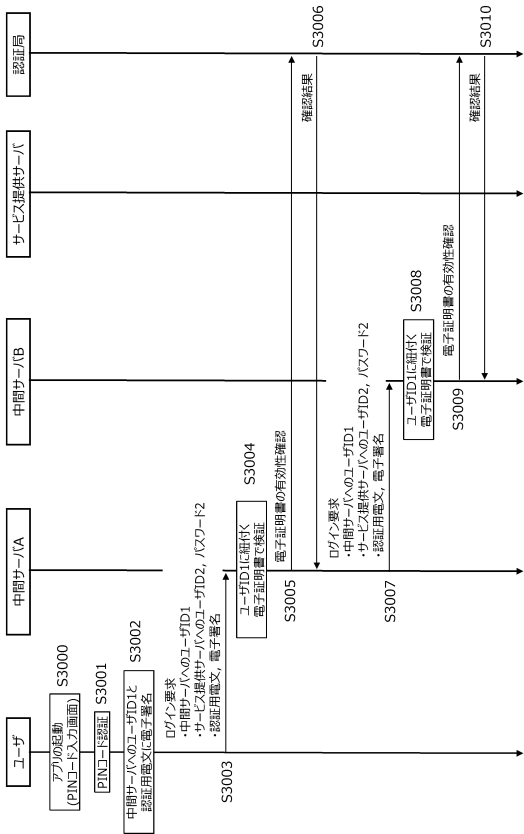 ユーザ
中間サーバA
中間サーバB
サービス提供サーバ
認証局
アプリの起動
(PINコード入力画面)
S3000
PINコード認証
S3001
中間サーバへのユーザID1と
認証用電文に電子署名
S3002
ログイン要求
・中間サーバへのユーザID1
・サービス提供サーバへのユーザID2, パスワード2
・認証用電文, 電子署名
S3003
ユーザID1に紐付く
電子証明書で検証
S3004
電子証明書の有効性確認
S3005
確認結果
S3006
ログイン要求
・中間サーバへのユーザID1
・サービス提供サーバへのユーザID2, パスワード2
・認証用電文, 電子署名
S3007
ユーザID1に紐付く
電子証明書で検証
S3008
電子証明書の有効性確認
S3009
確認結果
S3010